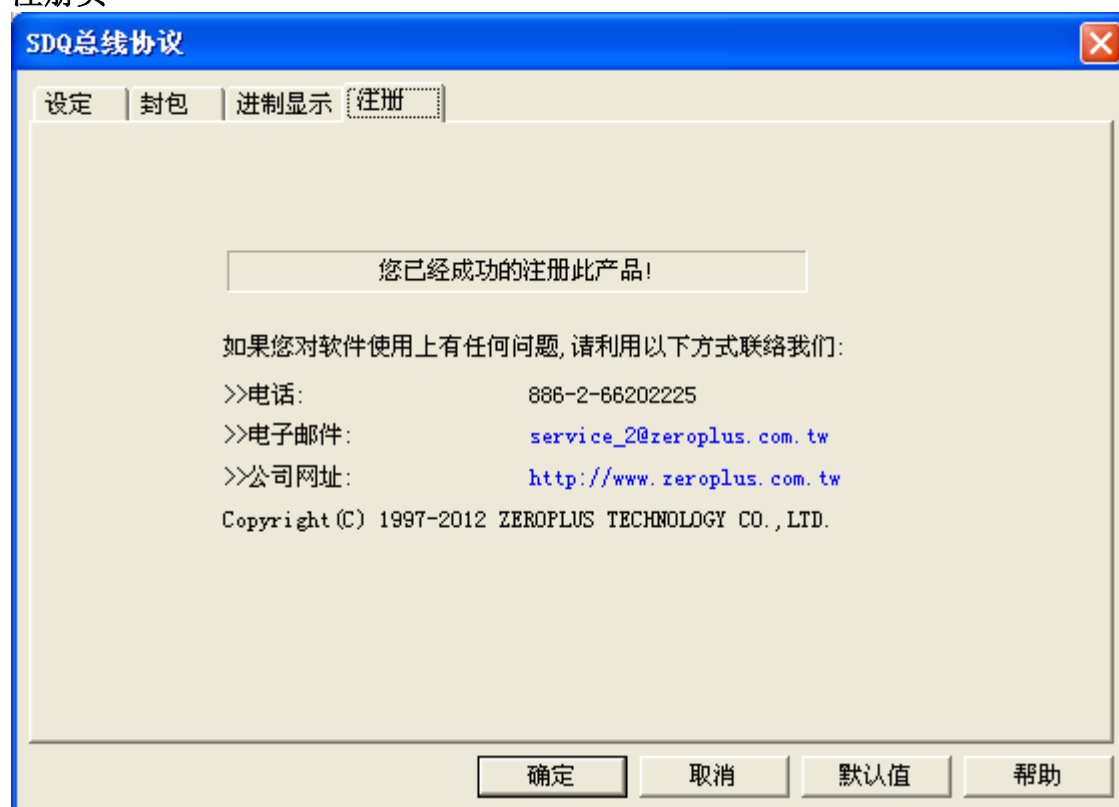 注册页
SDQ总线协议
设定 封包 进制显示 注册
您已经成功的注册此产品!
如果您对软件使用上有任何问题,请利用以下方式联络我们:
>>电话: 886-2-66202225
>>电子邮件: service_2@zeroplus.com.tw
>>公司网址: http://www.zeroplus.com.tw
Copyright(C) 1997-2012 ZEROPLUS TECHNOLOGY CO.,LTD.
确定 取消 默认值 帮助